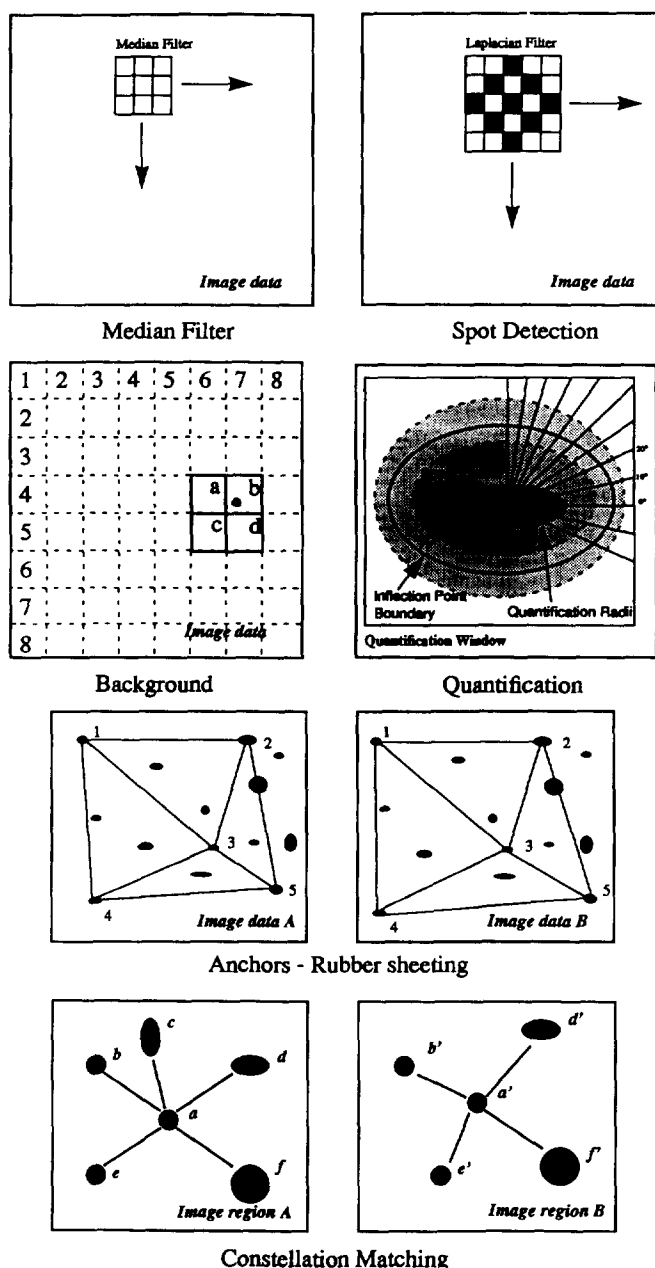 Median Filter
Laplacian Filter
Image data
Image data
Median Filter
Spot Detection
1 2 3 4 5 6 7 8
2
3
4 a b
5 c d
6
7
8
Image data
20°
10°
0°
Inflection Point
Boundary
Quantification Radii
Quantification Window
Background
Quantification
1
2
3
4
5
Image data A
1
2
3
4
5
Image data B
Anchors - Rubber sheeting
c
b
d
a
e
f
Image region A
d'
b'
a'
e'
f'
Image region B
Constellation Matching